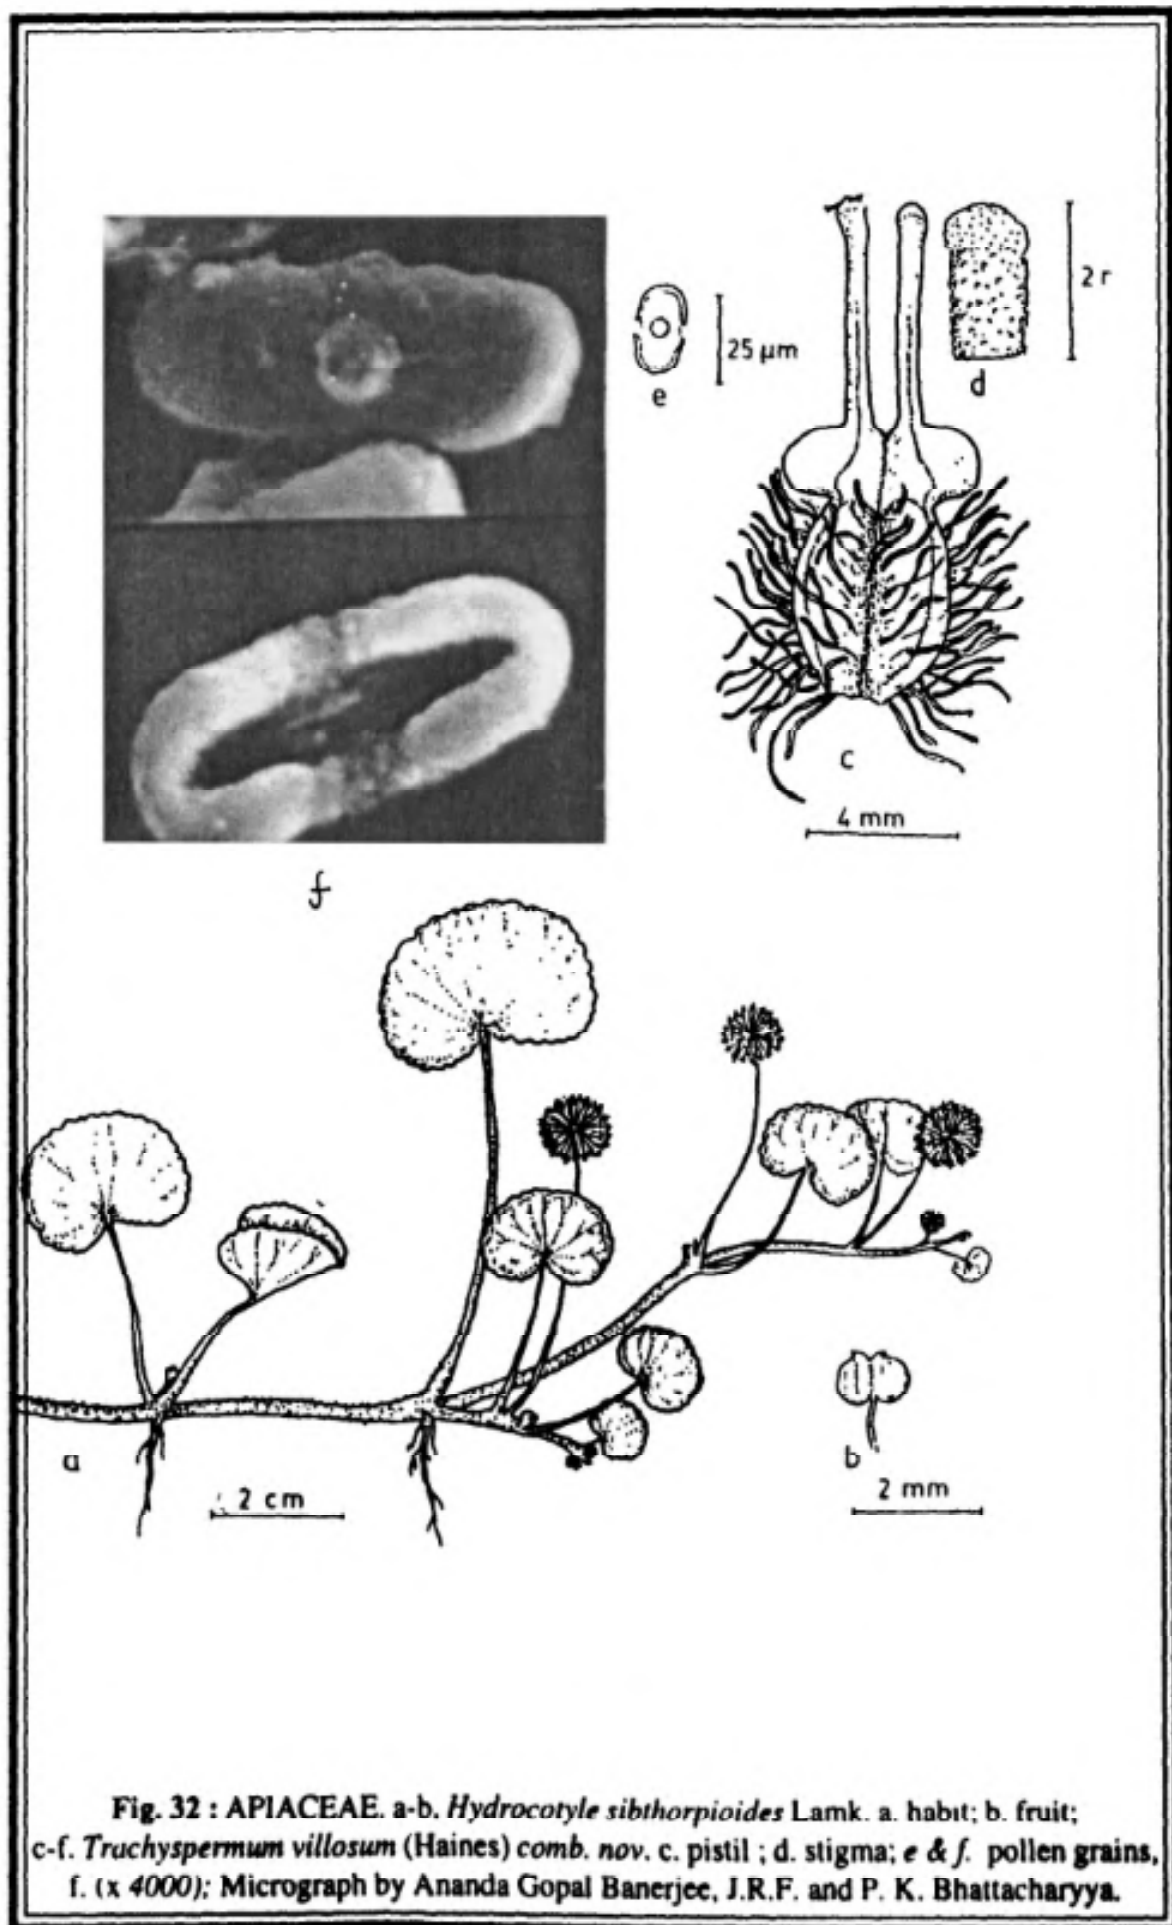 25 µm
e
2 r
d
c
4 mm
f
a
2 cm
b
2 mm
Fig. 32 : APIACEAE. a-b. Hydrocotyle sibthorpioides Lamk. a. habit; b. fruit;
c-f. Trachyspermum villosum (Haines) comb. nov. c. pistil ; d. stigma; e & f. pollen grains,
f. (x 4000); Micrograph by Ananda Gopal Banerjee, J.R.F. and P. K. Bhattacharyya.